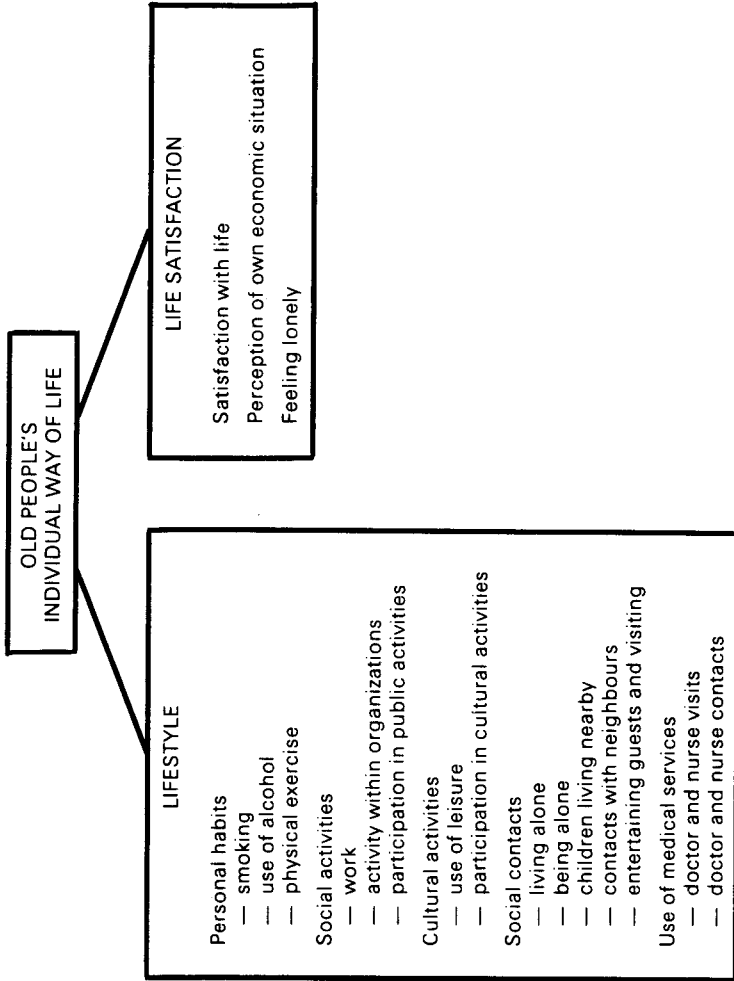 OLD PEOPLE'S
INDIVIDUAL WAY OF LIFE
LIFESTYLE
Personal habits
— smoking
— use of alcohol
— physical exercise
Social activities
— work
— activity within organizations
— participation in public activities
Cultural activities
— use of leisure
— participation in cultural activities
Social contacts
— living alone
— being alone
— children living nearby
— contacts with neighbours
— entertaining guests and visiting
Use of medical services
— doctor and nurse visits
— doctor and nurse contacts
LIFE SATISFACTION
Satisfaction with life
Perception of own economic situation
Feeling lonely